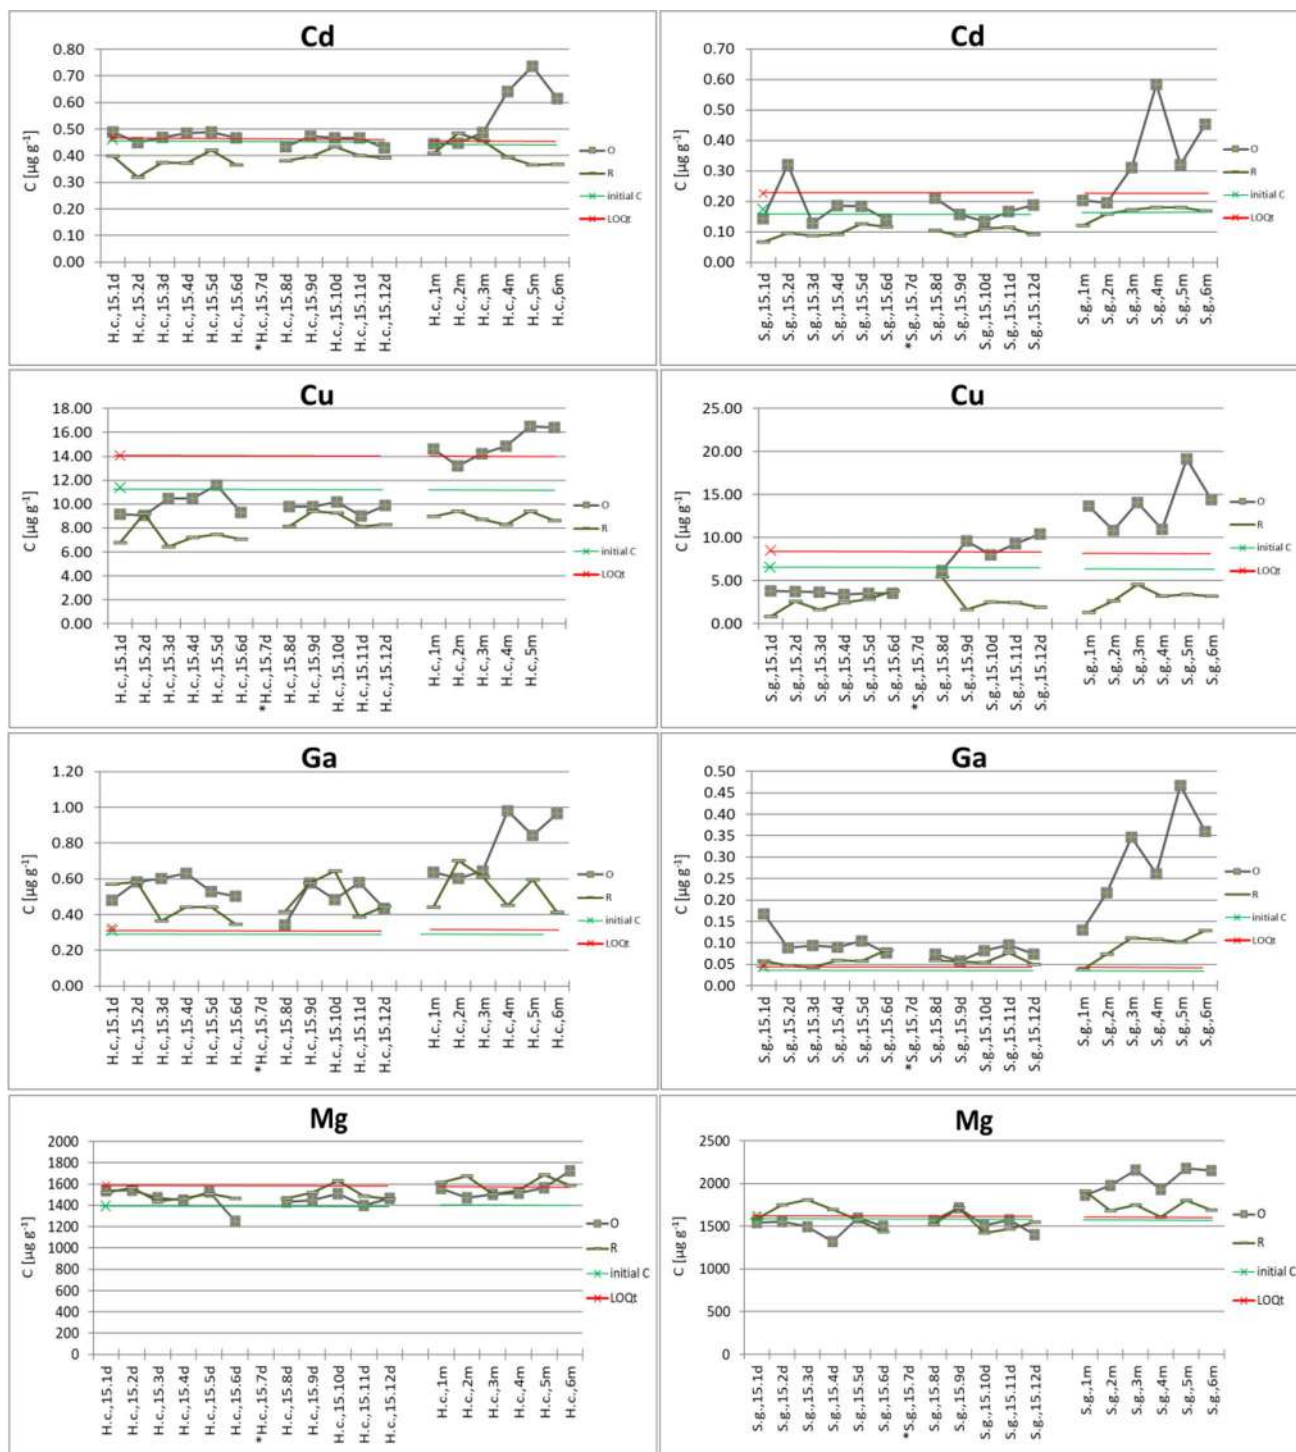 Cd
0.80
0.70
0.60
0.50
0.40
0.30
0.20
0.10
0.00
C [µg g⁻¹]
H.c.,15.1d
H.c.,15.2d
H.c.,15.3d
H.c.,15.4d
H.c.,15.5d
H.c.,15.6d
*H.c.,15.7d
H.c.,15.8d
H.c.,15.9d
H.c.,15.10d
H.c.,15.11d
H.c.,15.12d
H.c.,1m
H.c.,2m
H.c.,3m
H.c.,4m
H.c.,5m
H.c.,6m
O
R
initial C
LOQt
Cd
0.70
0.60
0.50
0.40
0.30
0.20
0.10
0.00
C [µg g⁻¹]
S.g.,15.1d
S.g.,15.2d
S.g.,15.3d
S.g.,15.4d
S.g.,15.5d
S.g.,15.6d
*S.g.,15.7d
S.g.,15.8d
S.g.,15.9d
S.g.,15.10d
S.g.,15.11d
S.g.,15.12d
S.g.,1m
S.g.,2m
S.g.,3m
S.g.,4m
S.g.,5m
S.g.,6m
O
R
initial C
LOQt
Cu
18.00
16.00
14.00
12.00
10.00
8.00
6.00
4.00
2.00
0.00
C [µg g⁻¹]
H.c.,15.1d
H.c.,15.2d
H.c.,15.3d
H.c.,15.4d
H.c.,15.5d
H.c.,15.6d
*H.c.,15.7d
H.c.,15.8d
H.c.,15.9d
H.c.,15.10d
H.c.,15.11d
H.c.,15.12d
H.c.,1m
H.c.,2m
H.c.,3m
H.c.,4m
H.c.,5m
O
R
initial C
LOQt
Cu
25.00
20.00
15.00
10.00
5.00
0.00
C [µg g⁻¹]
S.g.,15.1d
S.g.,15.2d
S.g.,15.3d
S.g.,15.4d
S.g.,15.5d
S.g.,15.6d
*S.g.,15.7d
S.g.,15.8d
S.g.,15.9d
S.g.,15.10d
S.g.,15.11d
S.g.,15.12d
S.g.,1m
S.g.,2m
S.g.,3m
S.g.,4m
S.g.,5m
S.g.,6m
O
R
initial C
LOQt
Ga
1.20
1.00
0.80
0.60
0.40
0.20
0.00
C [µg g⁻¹]
H.c.,15.1d
H.c.,15.2d
H.c.,15.3d
H.c.,15.4d
H.c.,15.5d
H.c.,15.6d
*H.c.,15.7d
H.c.,15.8d
H.c.,15.9d
H.c.,15.10d
H.c.,15.11d
H.c.,15.12d
H.c.,1m
H.c.,2m
H.c.,3m
H.c.,4m
H.c.,5m
H.c.,6m
O
R
initial C
LOQt
Ga
0.50
0.45
0.40
0.35
0.30
0.25
0.20
0.15
0.10
0.05
0.00
C [µg g⁻¹]
S.g.,15.1d
S.g.,15.2d
S.g.,15.3d
S.g.,15.4d
S.g.,15.5d
S.g.,15.6d
*S.g.,15.7d
S.g.,15.8d
S.g.,15.9d
S.g.,15.10d
S.g.,15.11d
S.g.,15.12d
S.g.,1m
S.g.,2m
S.g.,3m
S.g.,4m
S.g.,5m
S.g.,6m
O
R
initial C
LOQt
Mg
2000
1800
1600
1400
1200
1000
800
600
400
200
0
C [µg g⁻¹]
H.c.,15.1d
H.c.,15.2d
H.c.,15.3d
H.c.,15.4d
H.c.,15.5d
H.c.,15.6d
*H.c.,15.7d
H.c.,15.8d
H.c.,15.9d
H.c.,15.10d
H.c.,15.11d
H.c.,15.12d
H.c.,1m
H.c.,2m
H.c.,3m
H.c.,4m
H.c.,5m
H.c.,6m
O
R
initial C
LOQt
Mg
2500
2000
1500
1000
500
0
C [µg g⁻¹]
S.g.,15.1d
S.g.,15.2d
S.g.,15.3d
S.g.,15.4d
S.g.,15.5d
S.g.,15.6d
*S.g.,15.7d
S.g.,15.8d
S.g.,15.9d
S.g.,15.10d
S.g.,15.11d
S.g.,15.12d
S.g.,1m
S.g.,2m
S.g.,3m
S.g.,4m
S.g.,5m
S.g.,6m
O
R
initial C
LOQt